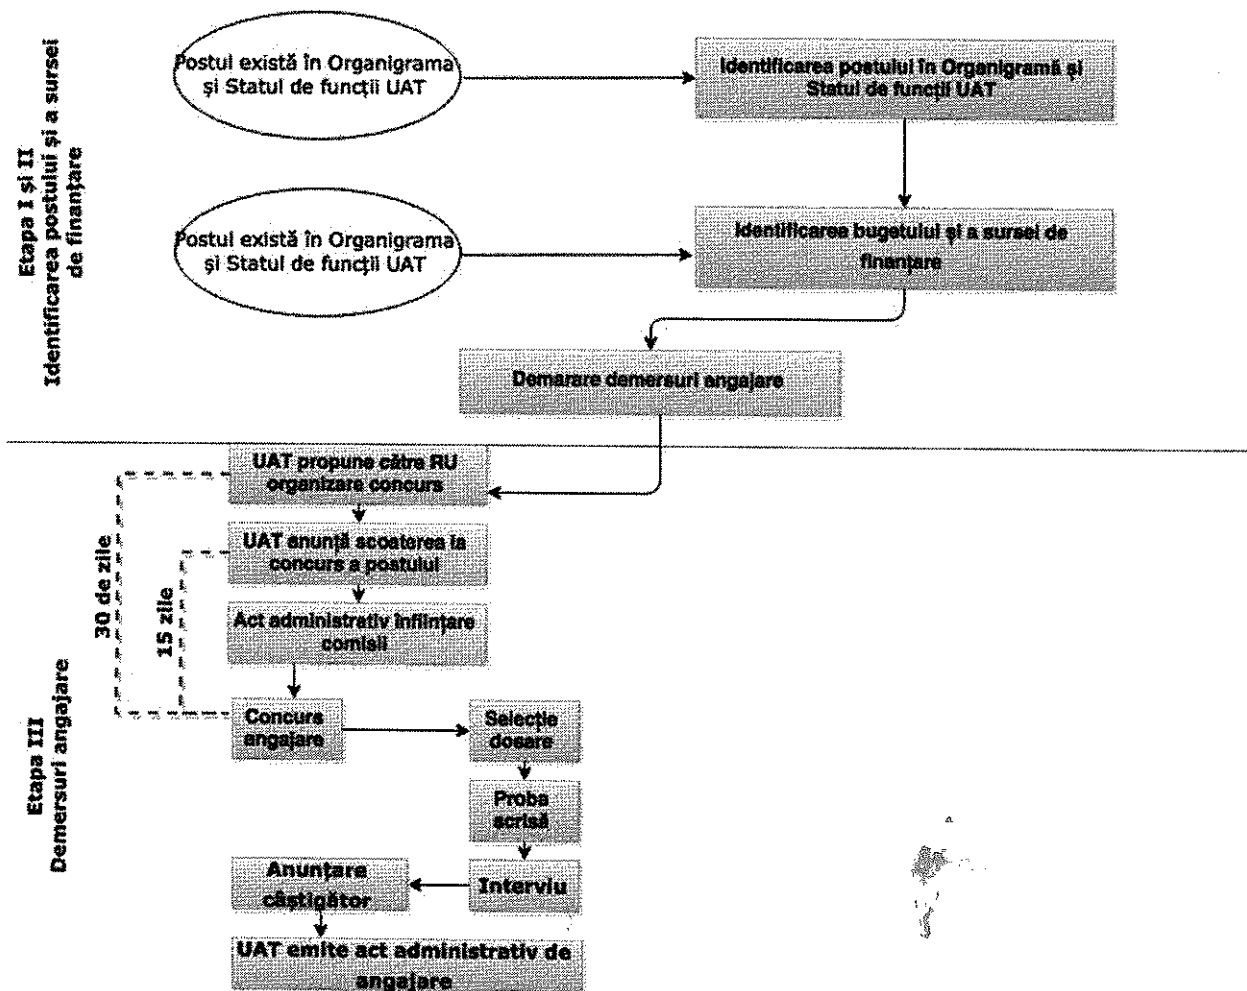 Etapa I și II
Identificarea postului și a sursei
de finanțare
Postul există în Organigrama
și Statul de funcții UAT
Identificarea postului în Organigramă și
Statul de funcții UAT
Postul există în Organigrama
și Statul de funcții UAT
Identificarea bugetului și a sursei de
finanțare
Demarare demersuri angajare
Etapa III
Demersuri angajare
30 de zile
15 zile
UAT propune către RU
organizare concurs
UAT anunță scoaterea la
concurs a postului
Act administrativ înființare
comisii
Concurs
angajare
Selecție
dosare
Proba
scrisă
Interviu
Anunțare
câștigător
UAT emite act administrativ de
angajare